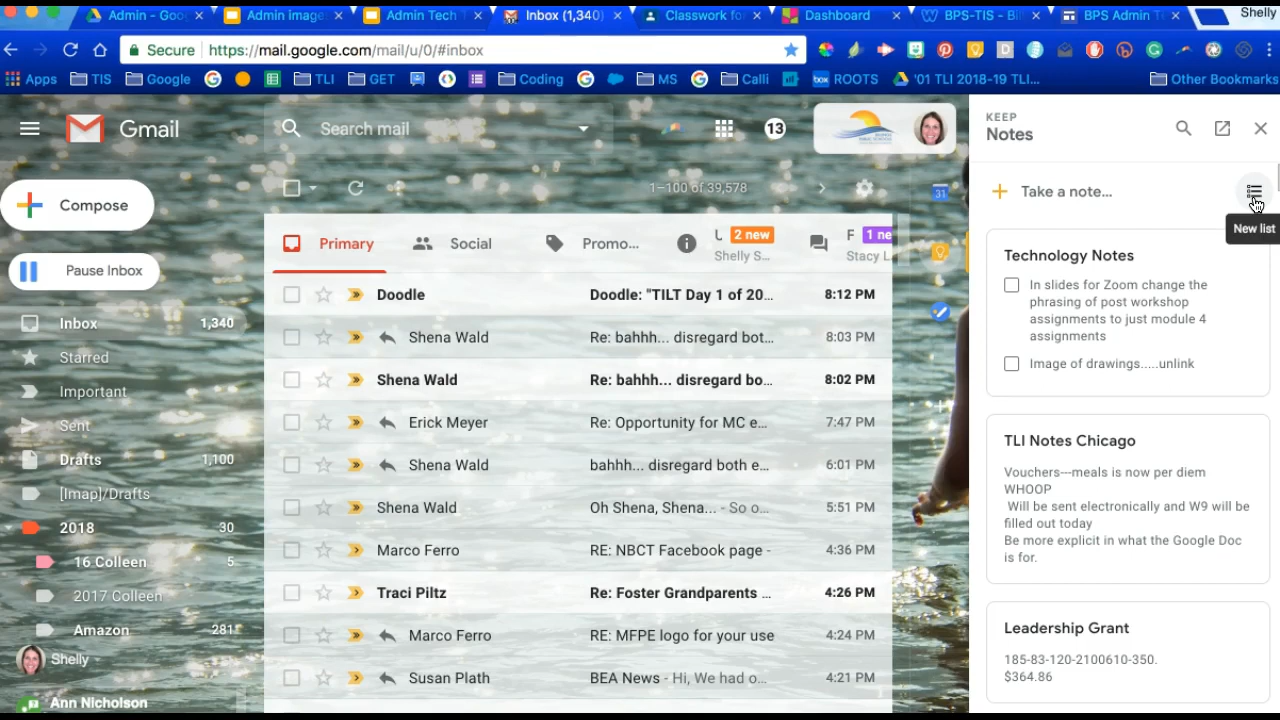 Admin - Goo
Admin image
Admin Tech T
Inbox (1,340)
Classwork fo
Dashboard
BPS-TIS - Bi
BPS Admin T
Shelly
Secure
https://mail.google.com/mail/u/0/#inbox
Apps
TIS
Google
TLI
GET
Coding
MS
Calli
box ROOTS
'01 TLI 2018-19 TLI...
Other Bookmarks
Gmail
Search mail
13
KEEP
Notes
Compose
1–100 of 39,578
31
Take a note...
New list
Pause Inbox
Primary
Social
Promo...
U 2 new
Shelly S...
F 1 ne
Stacy L
Inbox 1,340
Starred
Important
Sent
Drafts 1,100
[Imap]/Drafts
2018 30
16 Colleen 5
2017 Colleen
Amazon 281
Shelly
Ann Nicholson
Doodle Doodle: "TILT Day 1 of 20... 8:12 PM
Shena Wald Re: bahhh... disregard bot... 8:03 PM
Shena Wald Re: bahhh... disregard bo... 8:02 PM
Erick Meyer Re: Opportunity for MC e... 7:47 PM
Shena Wald bahhh... disregard both e... 6:01 PM
Shena Wald Oh Shena, Shena... - So o... 5:51 PM
Marco Ferro RE: NBCT Facebook page - 4:36 PM
Traci Piltz Re: Foster Grandparents ... 4:26 PM
Marco Ferro RE: MFPE logo for your use 4:24 PM
Susan Plath BEA News - Hi, We had o... 4:21 PM
Technology Notes
In slides for Zoom change the
phrasing of post workshop
assignments to just module 4
assignments
Image of drawings.....unlink
TLI Notes Chicago
Vouchers---meals is now per diem
WHOOP
Will be sent electronically and W9 will be
filled out today
Be more explicit in what the Google Doc
is for.
Leadership Grant
185-83-120-2100610-350.
$364.86